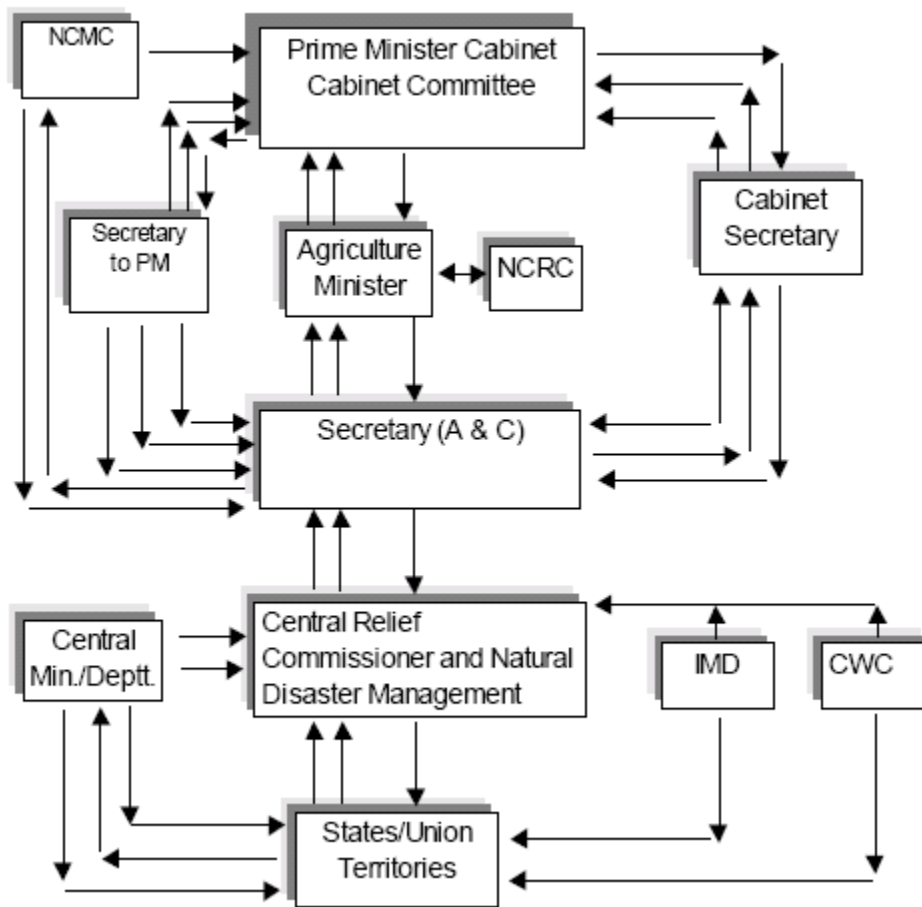 NCMC
Prime Minister Cabinet
Cabinet Committee
Cabinet
Secretary
Secretary
to PM
Agriculture
Minister
NCRC
Secretary (A & C)
Central
Min./Deptt.
Central Relief
Commissioner and Natural
Disaster Management
IMD
CWC
States/Union
Territories